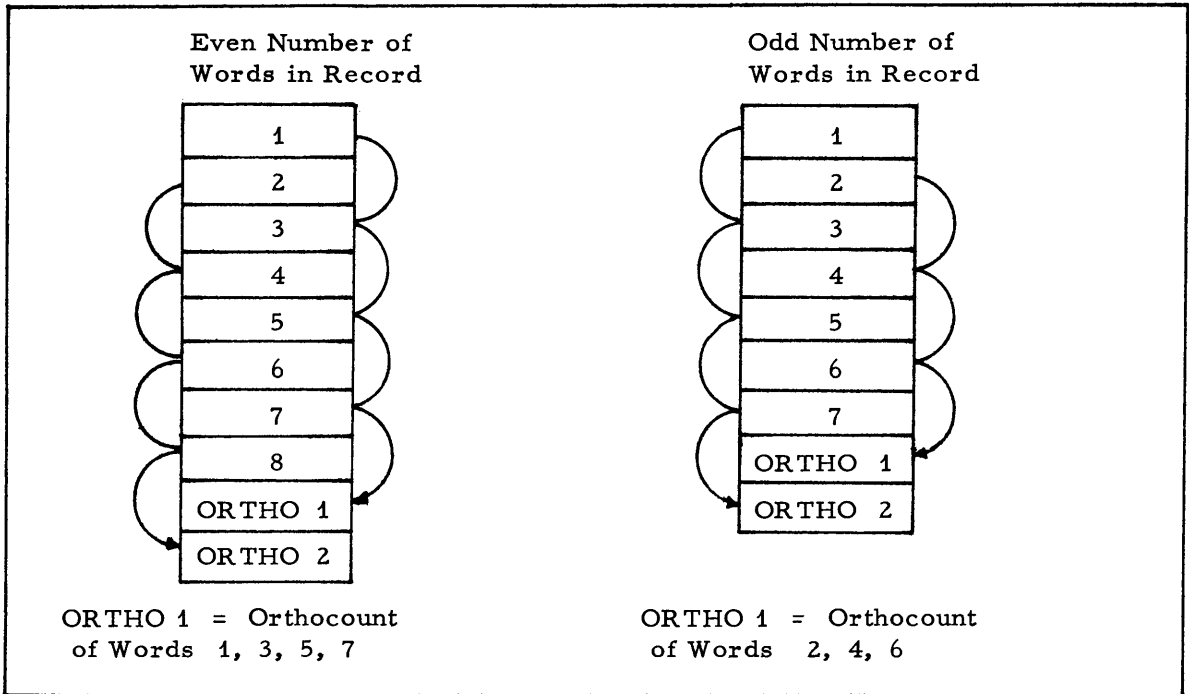 Even Number of
Words in Record
1
2
3
4
5
6
7
8
ORTHO 1
ORTHO 2
ORTHO 1 = Orthocount
of Words 1, 3, 5, 7
Odd Number of
Words in Record
1
2
3
4
5
6
7
ORTHO 1
ORTHO 2
ORTHO 1 = Orthocount
of Words 2, 4, 6